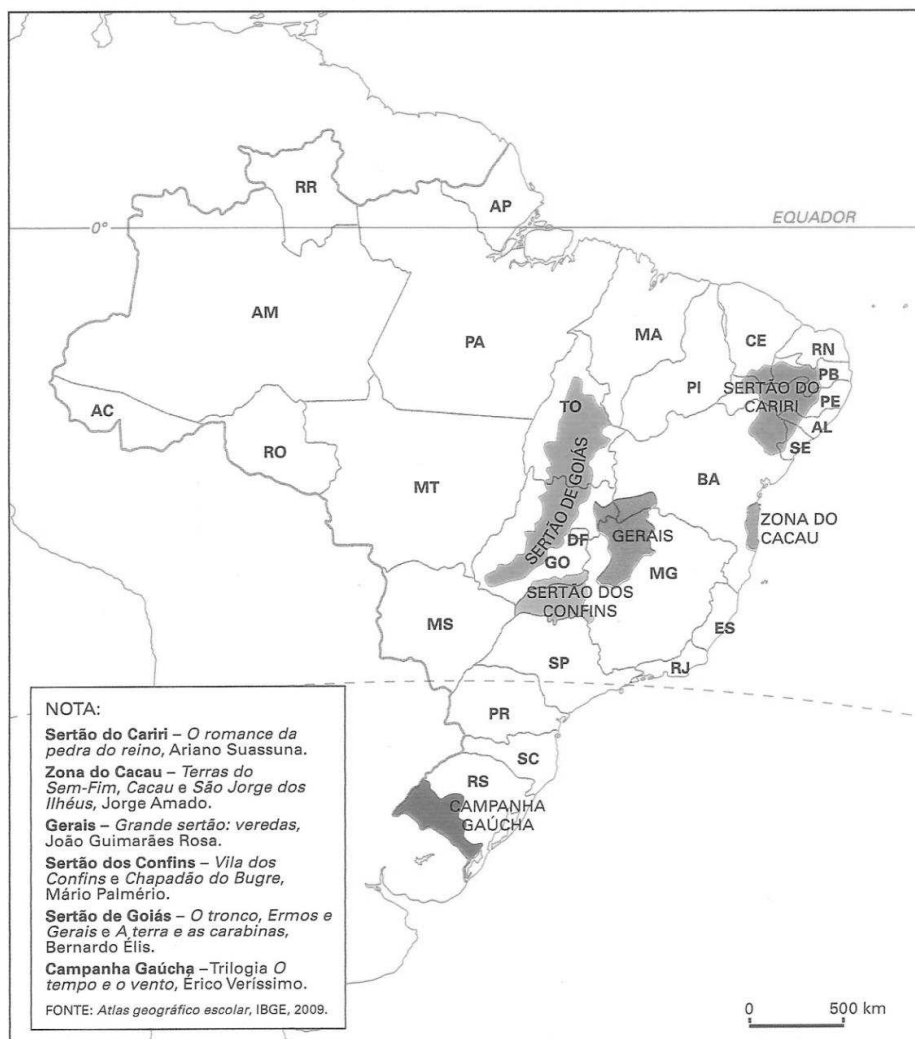 RR
AP
0°
EQUADOR
AM
PA
MA
CE
RN
PB
PI
SERTÃO DO
CARIRI
PE
AL
SE
TO
AC
RO
MT
BA
SERTÃO DE GOIÁS
ZONA DO
CACAU
GERAIS
DF
GO
MG
SERTÃO DOS
CONFINS
MS
ES
SP
RJ
PR
SC
RS
CAMPANHA
GAÚCHA
NOTA:
Sertão do Cariri – O romance da
pedra do reino, Ariano Suassuna.
Zona do Cacau – Terras do
Sem-Fim, Cacau e São Jorge dos
Ilhéus, Jorge Amado.
Gerais – Grande sertão: veredas,
João Guimarães Rosa.
Sertão dos Confins – Vila dos
Confins e Chapadão do Bugre,
Mário Palmério.
Sertão de Goiás – O tronco, Ermos e
Gerais e A terra e as carabinas,
Bernardo Élis.
Campanha Gaúcha –Trilogia O
tempo e o vento, Érico Veríssimo.
FONTE: Atlas geográfico escolar, IBGE, 2009.
0 500 km